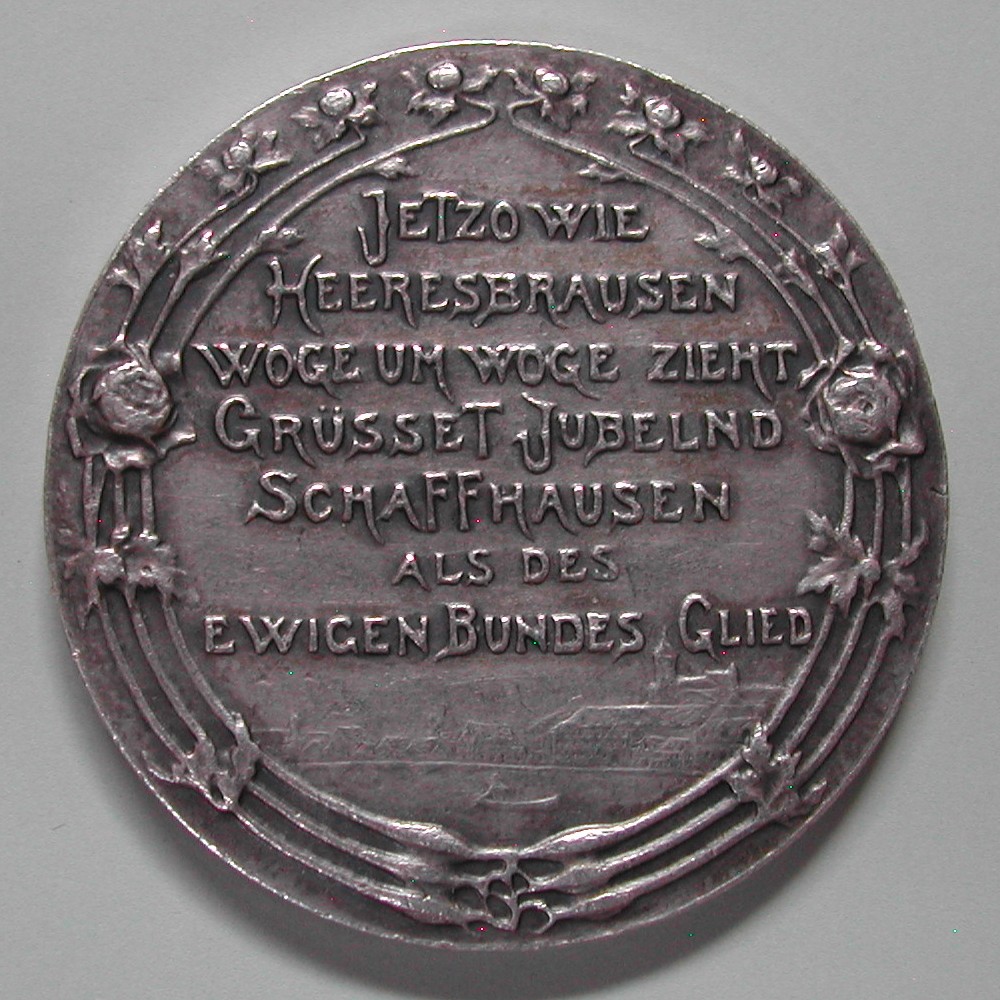 JETZO WIE
HEERESBRAUSEN
WOGE UM WOGE ZIEHT
GRÜSSET JUBELND
SCHAFFHAUSEN
ALS DES
EWIGEN BUNDES GLIED